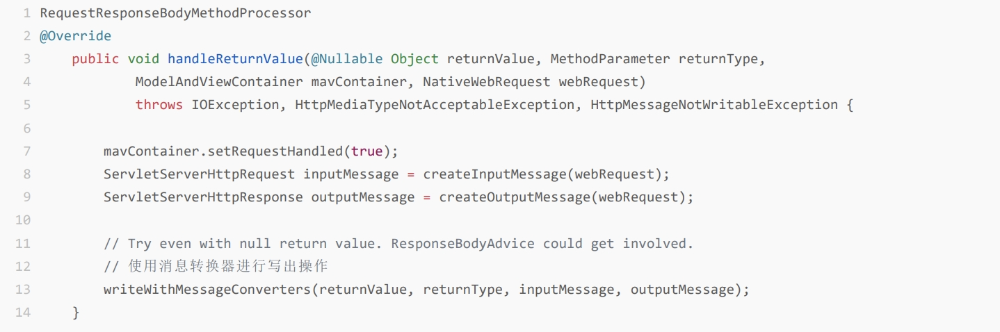 1 RequestResponseBodyMethodProcessor
2 @Override
3     public void handleReturnValue(@Nullable Object returnValue, MethodParameter returnType,
4             ModelAndViewContainer mavContainer, NativeWebRequest webRequest)
5             throws IOException, HttpMediaTypeNotAcceptableException, HttpMessageNotWritableException {
6
7         mavContainer.setRequestHandled(true);
8         ServletServerHttpRequest inputMessage = createInputMessage(webRequest);
9         ServletServerHttpResponse outputMessage = createOutputMessage(webRequest);
10
11         // Try even with null return value. ResponseBodyAdvice could get involved.
12         // 使用消息转换器进行写出操作
13         writeWithMessageConverters(returnValue, returnType, inputMessage, outputMessage);
14     }